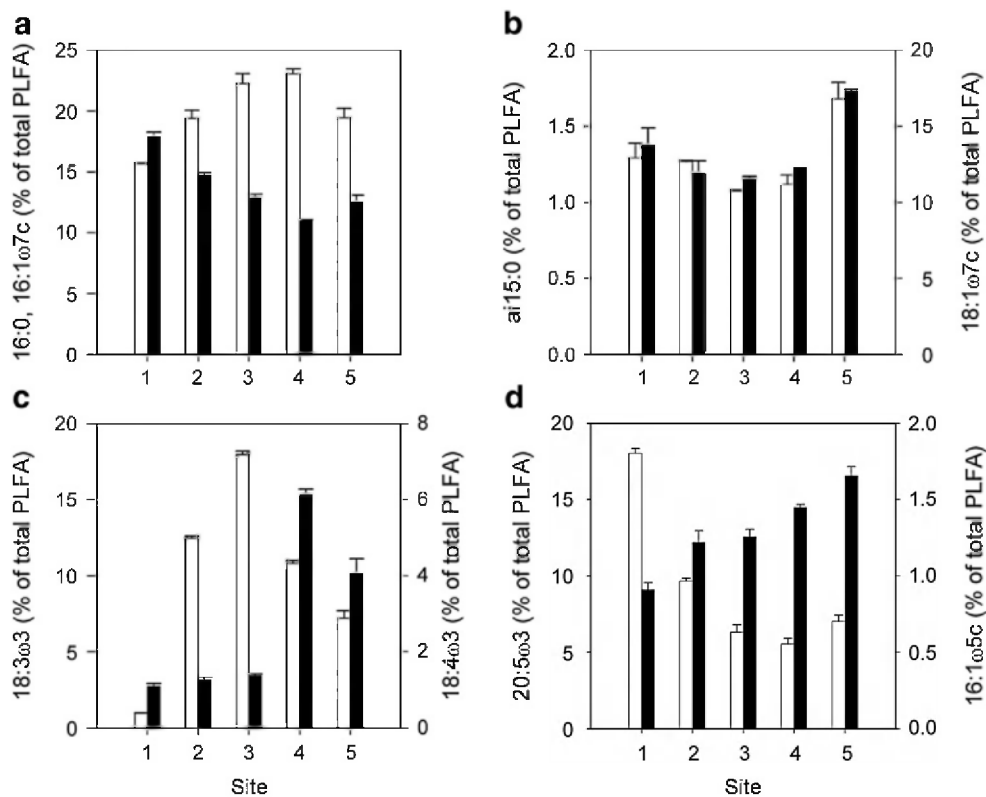 a
16:0, 16:1ω7c (% of total PLFA)
25
20
15
10
5
0
1 2 3 4 5
b
ai15:0 (% of total PLFA)
2.0
1.5
1.0
0.5
0.0
20
15
10
5
0
18:1ω7c (% of total PLFA)
1 2 3 4 5
c
18:3ω3 (% of total PLFA)
20
15
10
5
0
8
6
4
2
0
18:4ω3 (% of total PLFA)
1 2 3 4 5
Site
d
20:5ω3 (% of total PLFA)
20
15
10
5
0
2.0
1.5
1.0
0.5
0.0
16:1ω5c (% of total PLFA)
1 2 3 4 5
Site